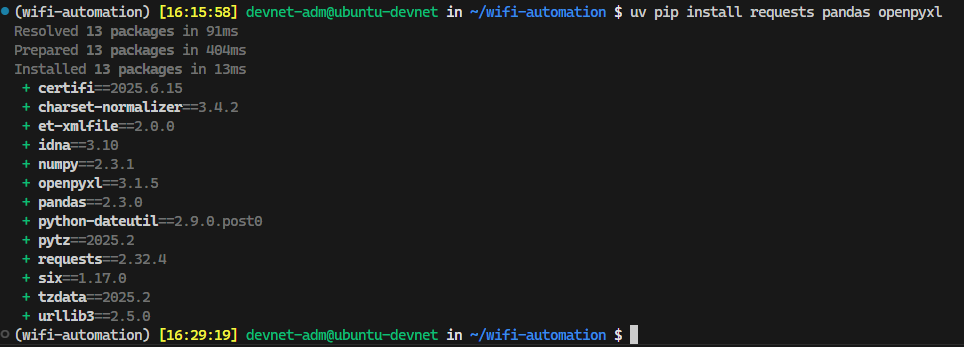 (wifi-automation) [16:15:58] devnet-adm@ubuntu-devnet in ~/wifi-automation $ uv pip install requests pandas openpyxl
Resolved 13 packages in 91ms
Prepared 13 packages in 404ms
Installed 13 packages in 13ms
+ certifi==2025.6.15
+ charset-normalizer==3.4.2
+ et-xmlfile==2.0.0
+ idna==3.10
+ numpy==2.3.1
+ openpyxl==3.1.5
+ pandas==2.3.0
+ python-dateutil==2.9.0.post0
+ pytz==2025.2
+ requests==2.32.4
+ six==1.17.0
+ tzdata==2025.2
+ urllib3==2.5.0
(wifi-automation) [16:29:19] devnet-adm@ubuntu-devnet in ~/wifi-automation $